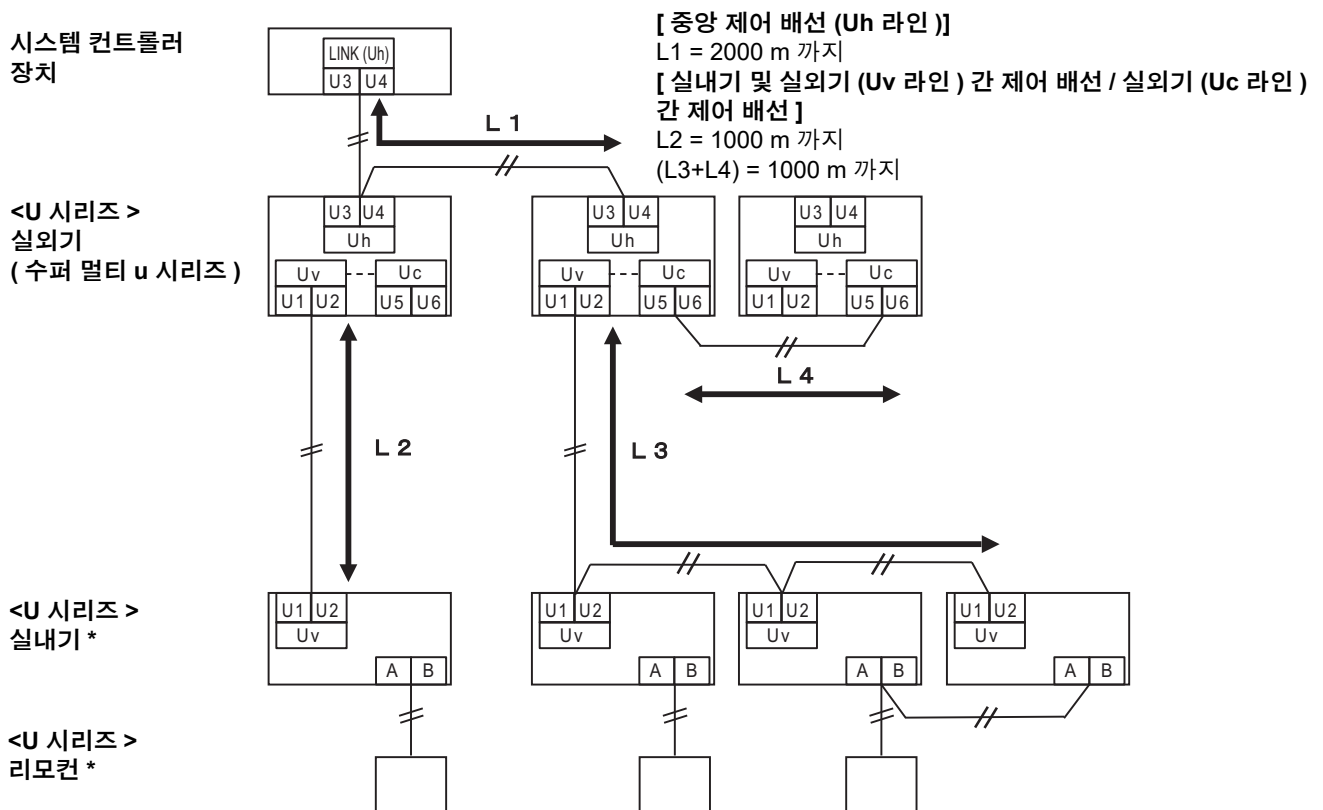 시스템 컨트롤러
장치
LINK (Uh)
U3 U4
[ 중앙 제어 배선 (Uh 라인 )]
L1 = 2000 m 까지
[ 실내기 및 실외기 (Uv 라인 ) 간 제어 배선 / 실외기 (Uc 라인 )
간 제어 배선 ]
L2 = 1000 m 까지
(L3+L4) = 1000 m 까지
L 1
<U 시리즈 >
실외기
( 수퍼 멀티 u 시리즈 )
U3 U4
Uh
Uv Uc
U1 U2 U5 U6
U3 U4
Uh
Uv Uc
U1 U2 U5 U6
U3 U4
Uh
Uv Uc
U1 U2 U5 U6
L 4
L 2
L 3
<U 시리즈 >
실내기 *
U1 U2
Uv
A B
U1 U2
Uv
A B
U1 U2
Uv
A B
U1 U2
Uv
A B
<U 시리즈 >
리모컨 *